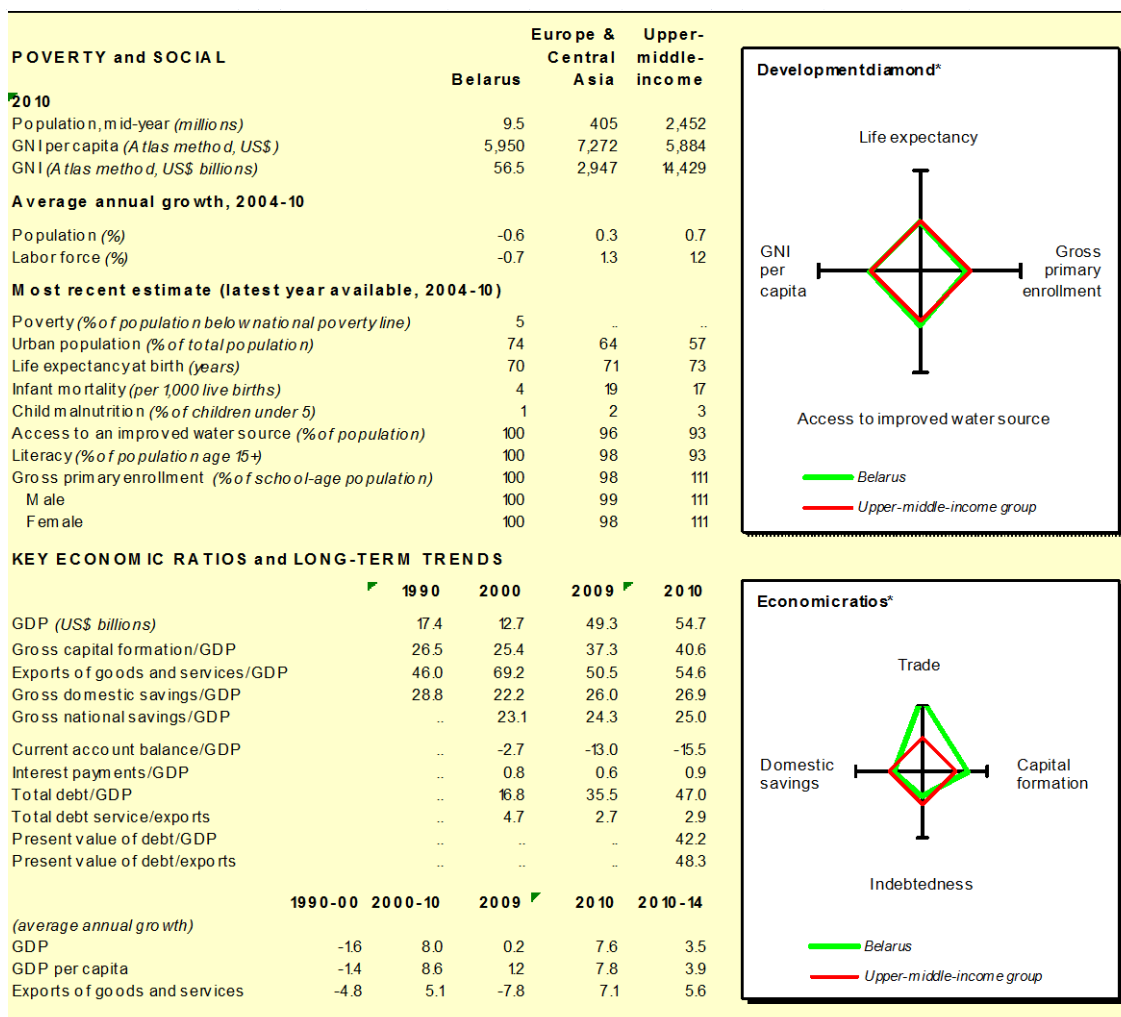 POVERTY and SOCIAL Belarus Europe & Central Asia Upper-middle-income
2010
Population, mid-year (millions) 9.5 405 2,452
GNI per capita (Atlas method, US$) 5,950 7,272 5,884
GNI (Atlas method, US$ billions) 56.5 2,947 14,429
Average annual growth, 2004-10
Population (%) -0.6 0.3 0.7
Labor force (%) -0.7 1.3 1.2
Most recent estimate (latest year available, 2004-10)
Poverty (% of population below national poverty line) 5 .. ..
Urban population (% of total population) 74 64 57
Life expectancy at birth (years) 70 71 73
Infant mortality (per 1,000 live births) 4 19 17
Child malnutrition (% of children under 5) 1 2 3
Access to an improved water source (% of population) 100 96 93
Literacy (% of population age 15+) 100 98 93
Gross primary enrollment (% of school-age population) 100 98 111
Male 100 99 111
Female 100 98 111
Development diamond*
Life expectancy
GNI
per
capita
Gross
primary
enrollment
Access to improved water source
Belarus
Upper-middle-income group
KEY ECONOMIC RATIOS and LONG-TERM TRENDS
1990 2000 2009 2010
GDP (US$ billions) 17.4 12.7 49.3 54.7
Gross capital formation/GDP 26.5 25.4 37.3 40.6
Exports of goods and services/GDP 46.0 69.2 50.5 54.6
Gross domestic savings/GDP 28.8 22.2 26.0 26.9
Gross national savings/GDP .. 23.1 24.3 25.0
Current account balance/GDP .. -2.7 -13.0 -15.5
Interest payments/GDP .. 0.8 0.6 0.9
Total debt/GDP .. 16.8 35.5 47.0
Total debt service/exports .. 4.7 2.7 2.9
Present value of debt/GDP .. .. .. 42.2
Present value of debt/exports .. .. .. 48.3
1990-00 2000-10 2009 2010 2010-14
(average annual growth)
GDP -1.6 8.0 0.2 7.6 3.5
GDP per capita -1.4 8.6 1.2 7.8 3.9
Exports of goods and services -4.8 5.1 -7.8 7.1 5.6
Economic ratios*
Trade
Domestic
savings
Capital
formation
Indebtedness
Belarus
Upper-middle-income group